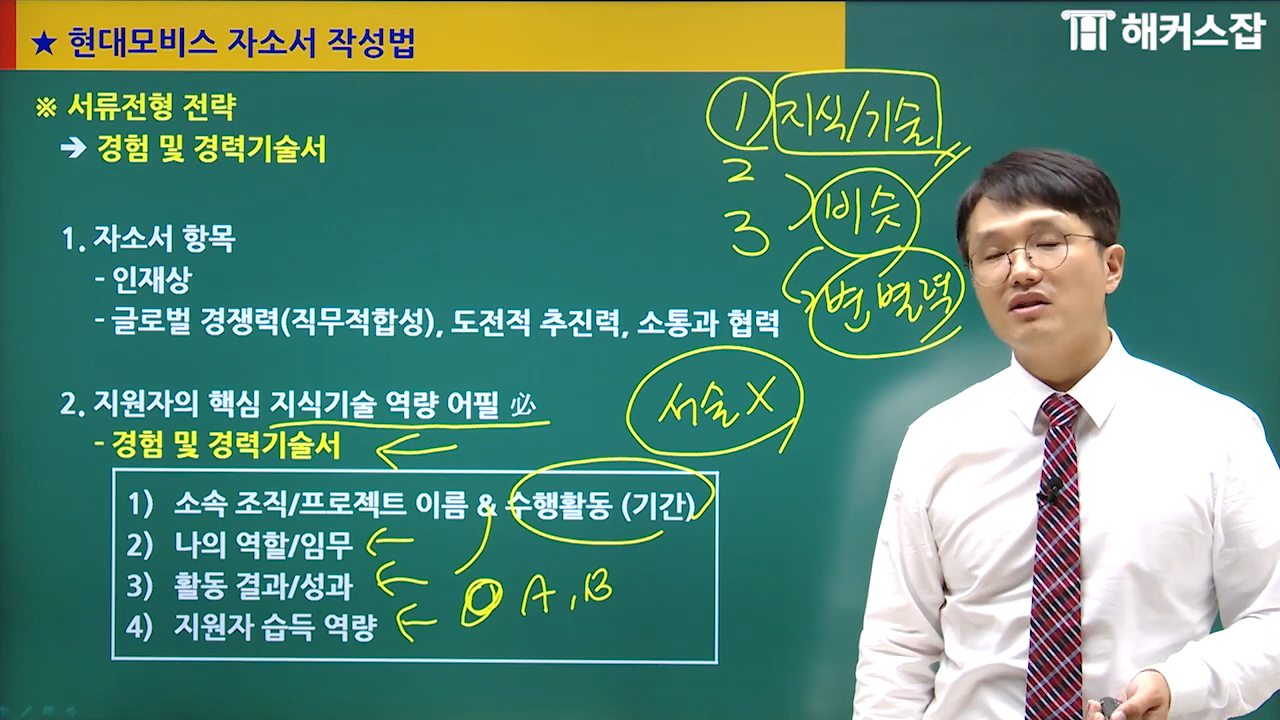 ★ 현대모비스 자소서 작성법
해커스잡
※ 서류전형 전략
➔ 경험 및 경력기술서
1. 자소서 항목
- 인재상
- 글로벌 경쟁력(직무적합성), 도전적 추진력, 소통과 협력
2. 지원자의 핵심 지식기술 역량 어필 必
- 경험 및 경력기술서
1) 소속 조직/프로젝트 이름 & 수행활동 (기간)
2) 나의 역할/임무
3) 활동 결과/성과
4) 지원자 습득 역량
1 지식/기술
2
3
비슷
변별력
서술 X
A, B